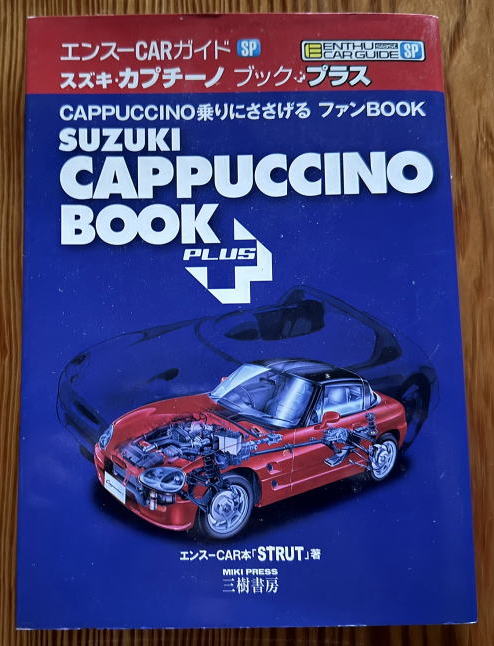 エンスーCARガイド SP
E ENTHU CAR GUIDE SP
スズキ・カプチーノ ブック・プラス
CAPPUCCINO乗りにささげる ファンBOOK
SUZUKI
CAPPUCCINO
BOOK
PLUS
エンスーCAR本「STRUT」著
MIKI PRESS
三樹書房